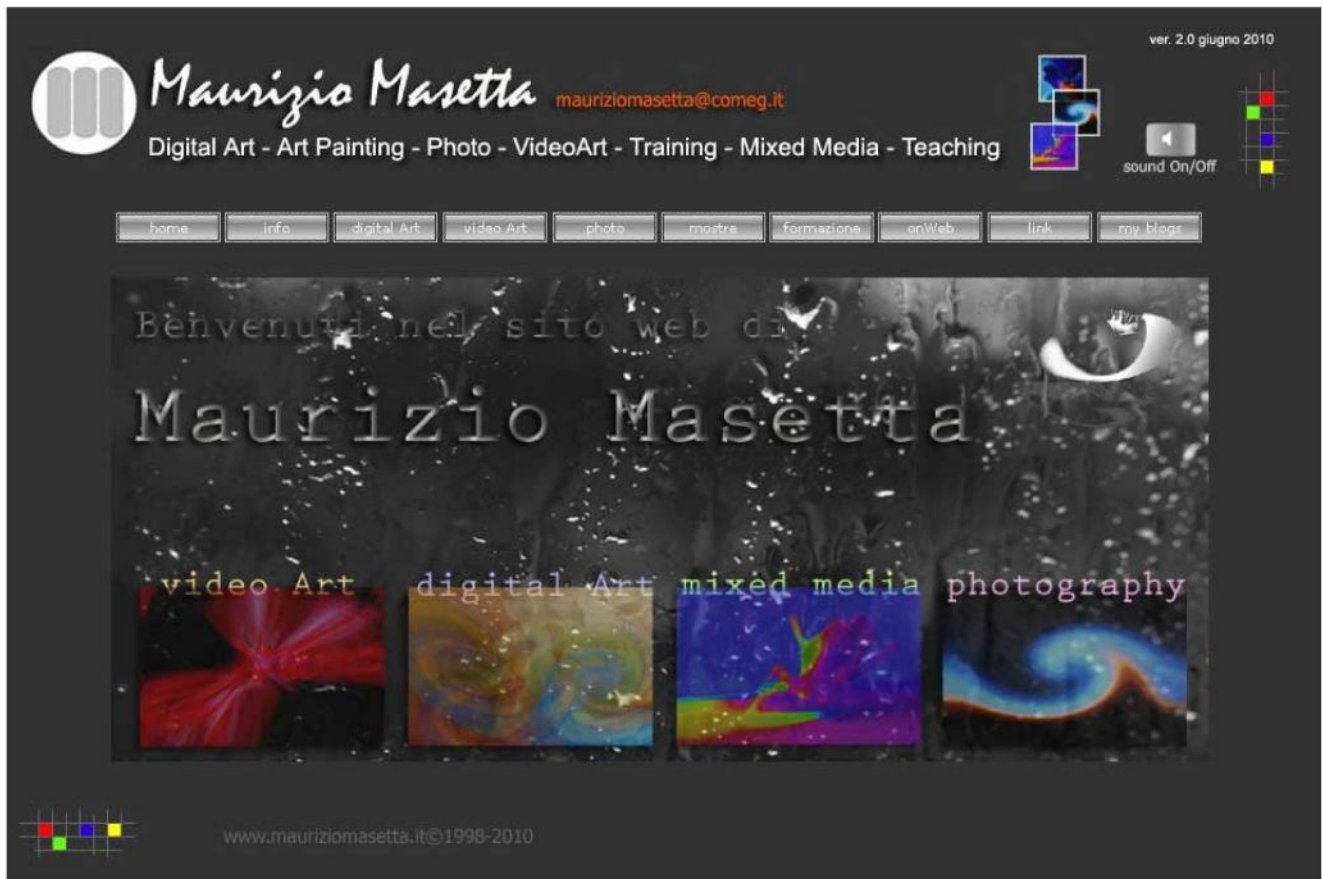 ver. 2.0 giugno 2010
Maurizio Masetta mauriziomasetta@comeg.it
Digital Art - Art Painting - Photo - VideoArt - Training - Mixed Media - Teaching
sound On/Off
home info digital Art video Art photo mostre formazione onWeb link my blogs
Benvenuti nel sito web di
Maurizio Masetta
video Art digital Art mixed media photography
www.mauriziomasetta.it©1998-2010